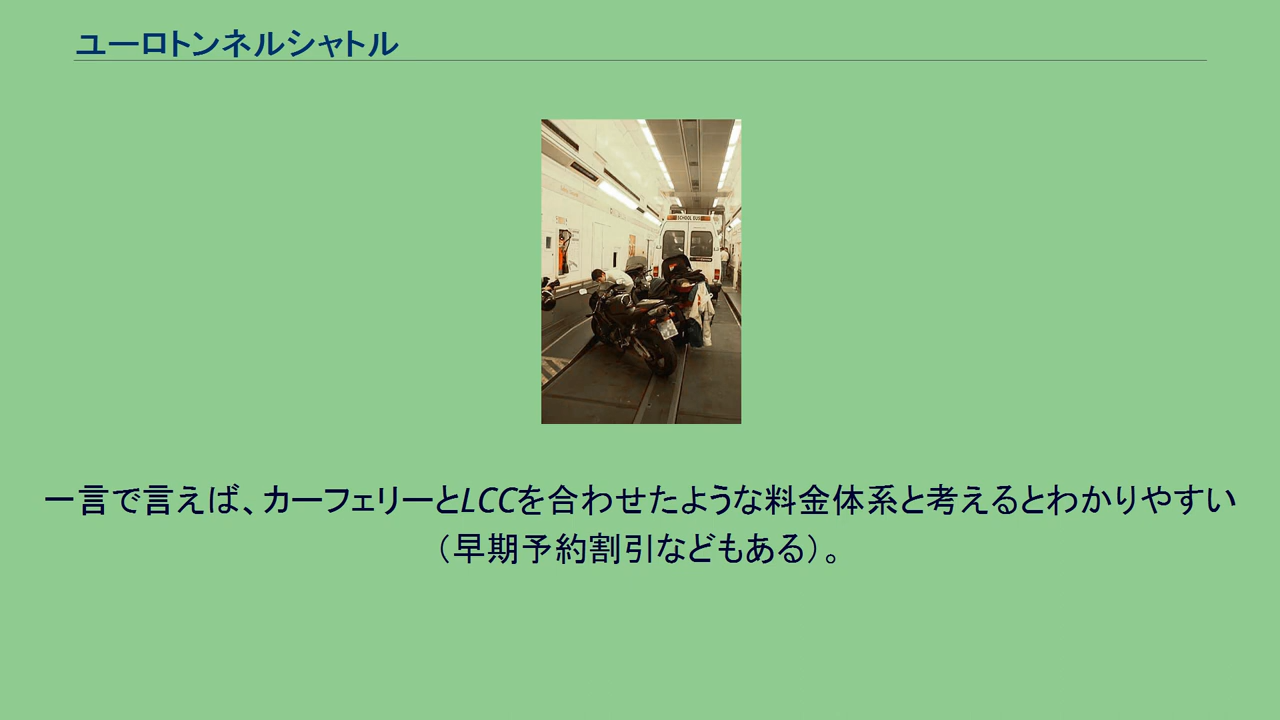 ユーロトンネルシャトル
SCHOOL BUS
一言で言えば、カーフェリーとLCCを合わせたような料金体系と考えるとわかりやすい
（早期予約割引などもある）。